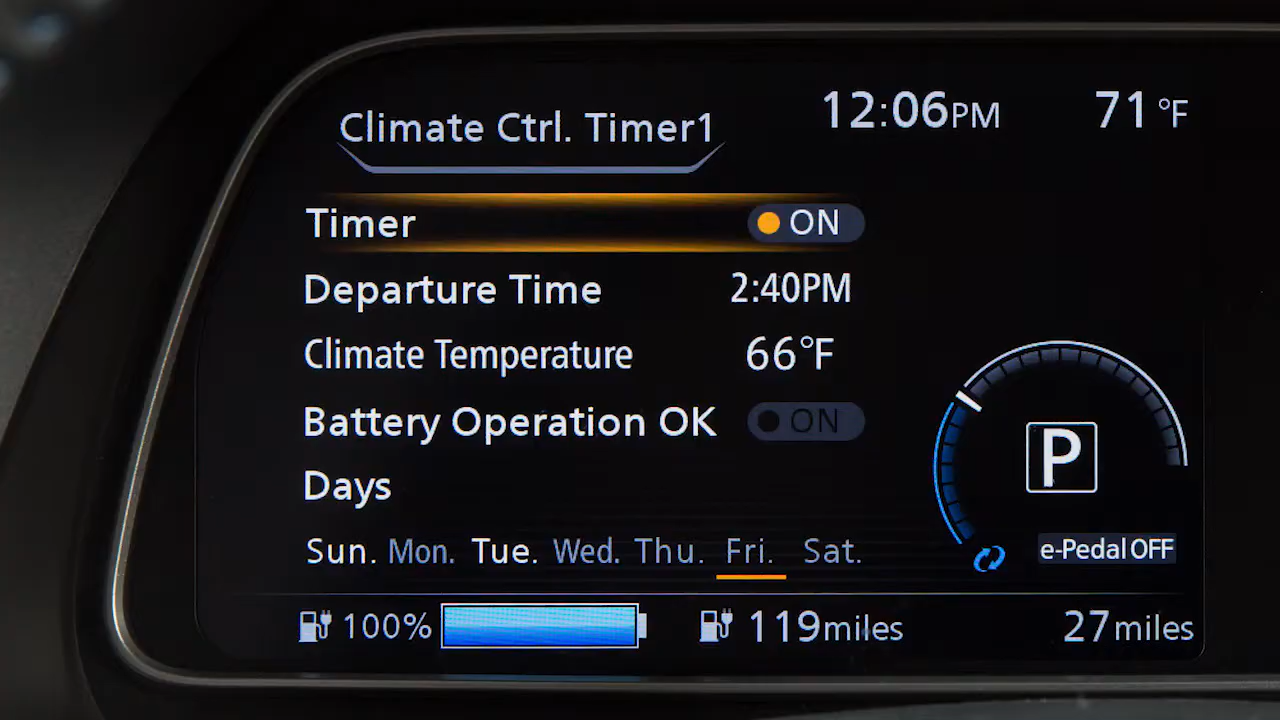 Climate Ctrl. Timer1 12:06PM 71°F
Timer ON
Departure Time 2:40PM
Climate Temperature 66°F
Battery Operation OK ON
Days
P
Sun. Mon. Tue. Wed. Thu. Fri. Sat.
e-Pedal OFF
100% 119miles 27miles